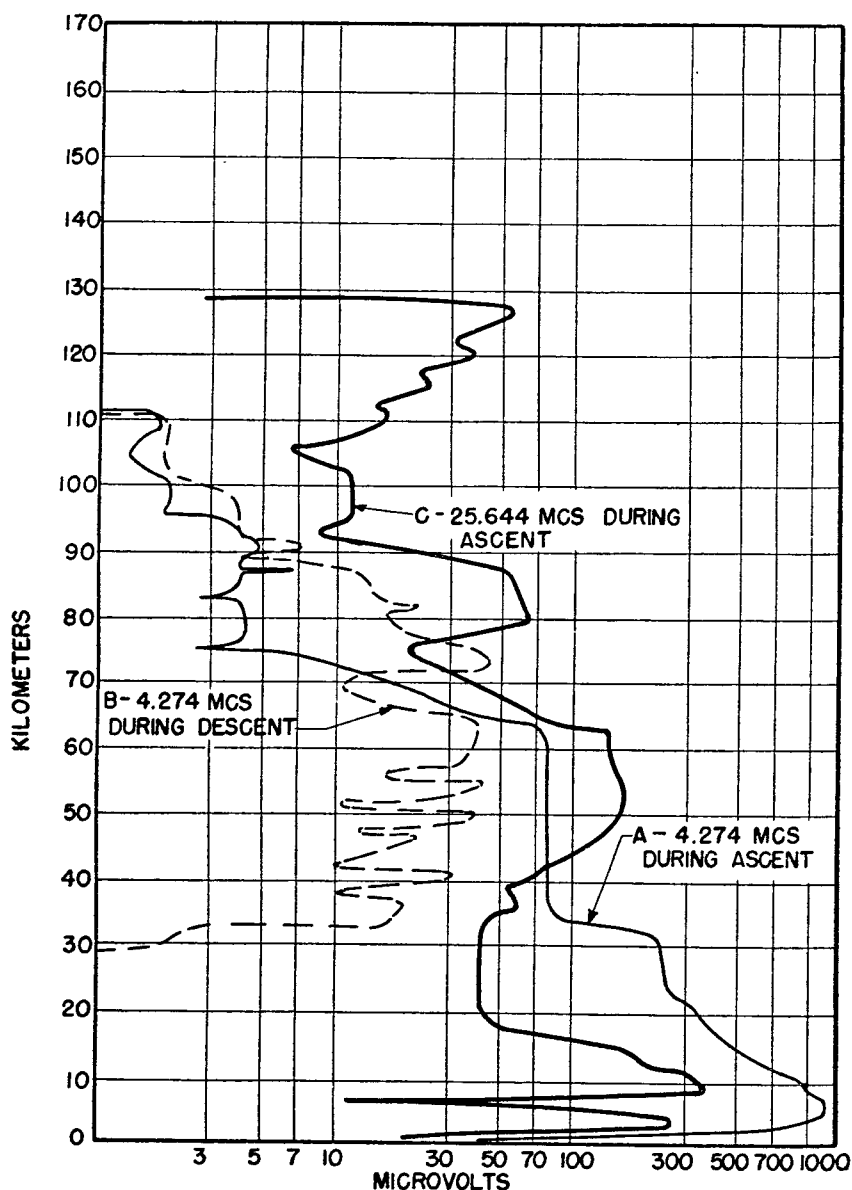 170
160
150
140
130
120
110
100
90
80
70
60
50
40
30
20
10
0
KILOMETERS
C-25.644 MCS DURING
ASCENT
B-4.274 MCS
DURING DESCENT
A-4.274 MCS
DURING ASCENT
3 5 7 10 30 50 70 100 300 500 700 1000
MICROVOLTS